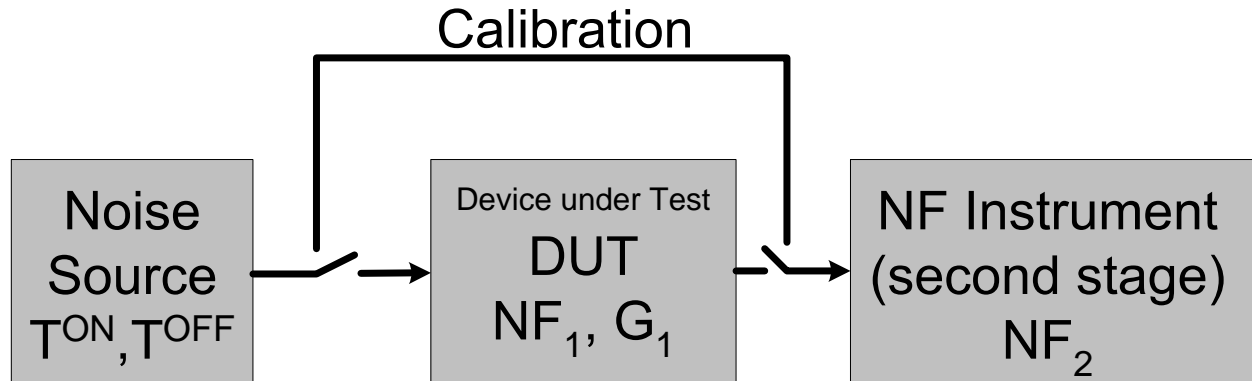 Calibration
Noise
Source
T^ON,T^OFF
Device under Test
DUT
NF₁, G₁
NF Instrument
(second stage)
NF₂